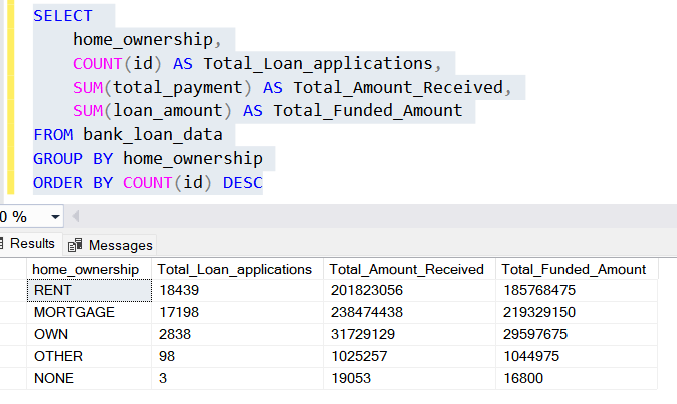 SELECT
home_ownership,
COUNT(id) AS Total_Loan_applications,
SUM(total_payment) AS Total_Amount_Received,
SUM(loan_amount) AS Total_Funded_Amount
FROM bank_loan_data
GROUP BY home_ownership
ORDER BY COUNT(id) DESC
0 %
Results Messages
home_ownership Total_Loan_applications Total_Amount_Received Total_Funded_Amount
RENT 18439 201823056 185768475
MORTGAGE 17198 238474438 219329150
OWN 2838 31729129 29597675
OTHER 98 1025257 1044975
NONE 3 19053 16800